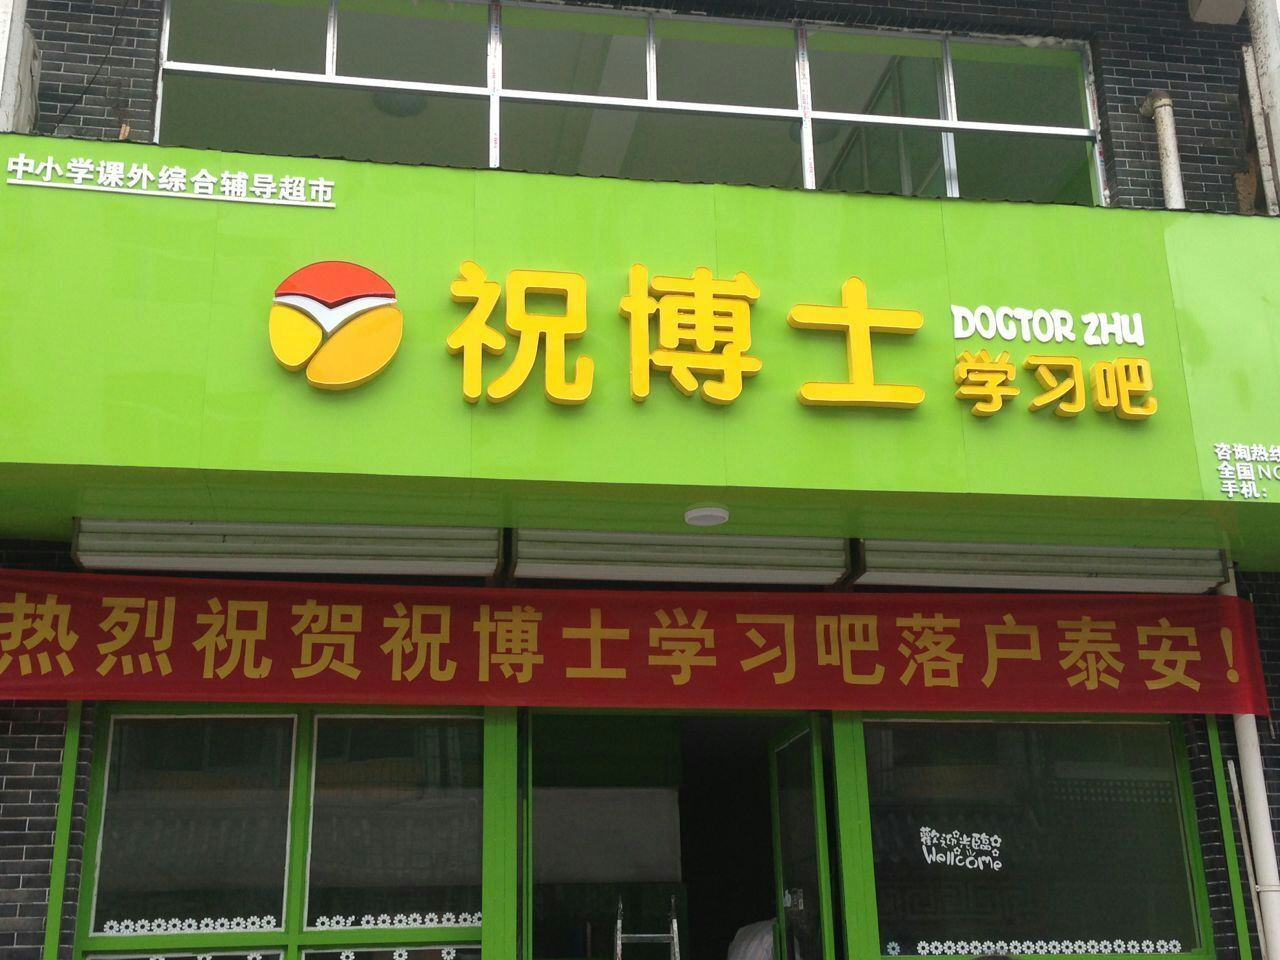 中小学课外综合辅导超市
祝博士
DOCTOR ZHU
学习吧
咨询热线
全国NO
手机:
热烈祝贺祝博士学习吧落户泰安!
歡迎光臨
Wellcome